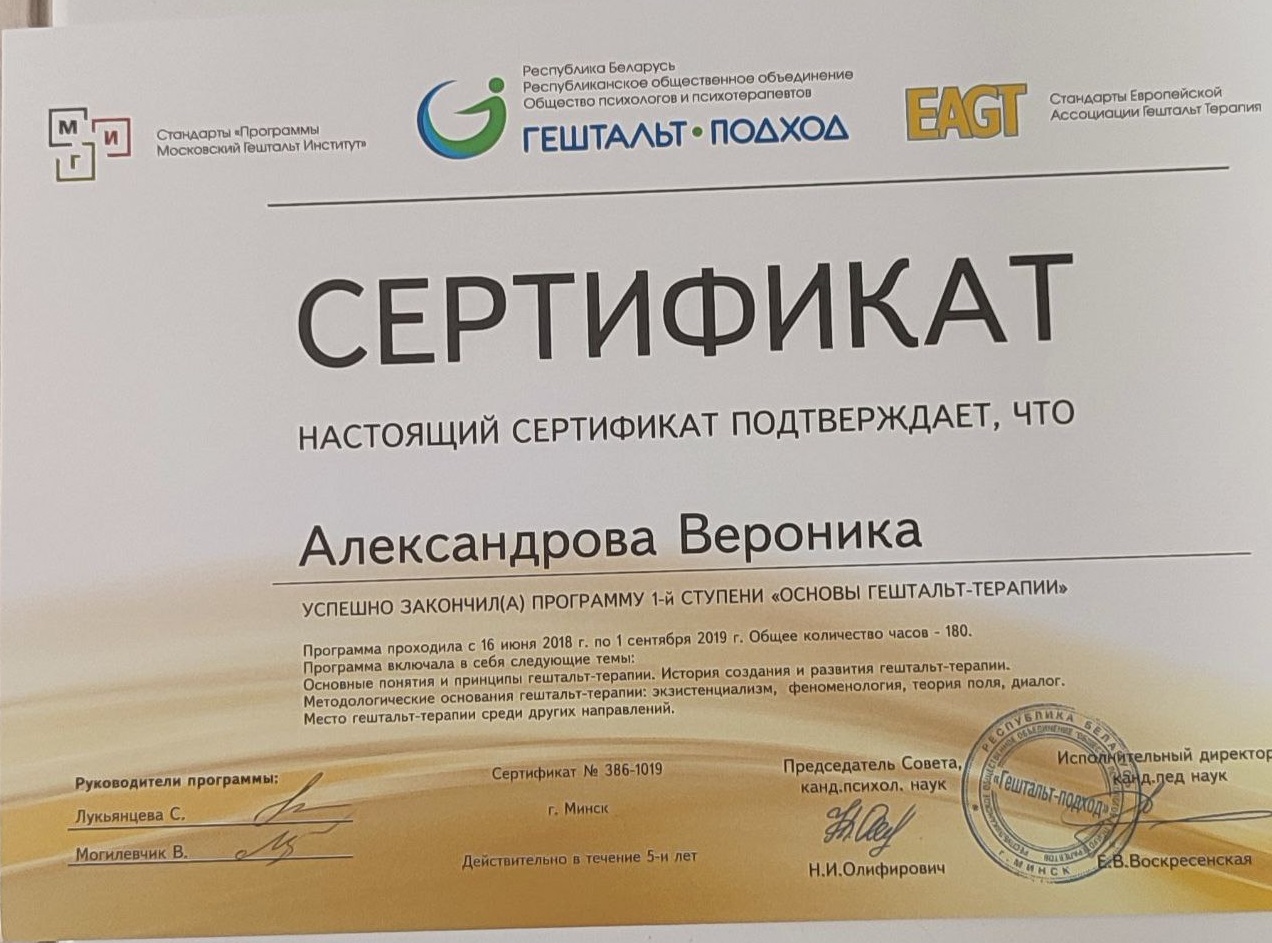 М И Г
Стандарты «Программы
Московский Гештальт Институт»
Республика Беларусь
Республиканское общественное объединение
Общество психологов и психотерапевтов
ГЕШТАЛЬТ•ПОДХОД
EAGT
Стандарты Европейской
Ассоциации Гештальт Терапия
СЕРТИФИКАТ
НАСТОЯЩИЙ СЕРТИФИКАТ ПОДТВЕРЖДАЕТ, ЧТО
Александрова Вероника
УСПЕШНО ЗАКОНЧИЛ(А) ПРОГРАММУ 1-й СТУПЕНИ «ОСНОВЫ ГЕШТАЛЬТ-ТЕРАПИИ»
Программа проходила с 16 июня 2018 г. по 1 сентября 2019 г. Общее количество часов - 180.
Программа включала в себя следующие темы:
Основные понятия и принципы гештальт-терапии. История создания и развития гештальт-терапии.
Методологические основания гештальт-терапии: экзистенциализм, феноменология, теория поля, диалог.
Место гештальт-терапии среди других направлений.
Руководители программы:
Лукьянцева С.
Могилевчик В.
Сертификат № 386-1019
г. Минск
Действительно в течение 5-и лет
Председатель Совета,
канд.психол. наук
Н.И.Олифирович
РЕСПУБЛИКА
«Гештальт-подход»
г. МИНСК
Исполнительный директор
канд.пед наук
Е.В.Воскресенская